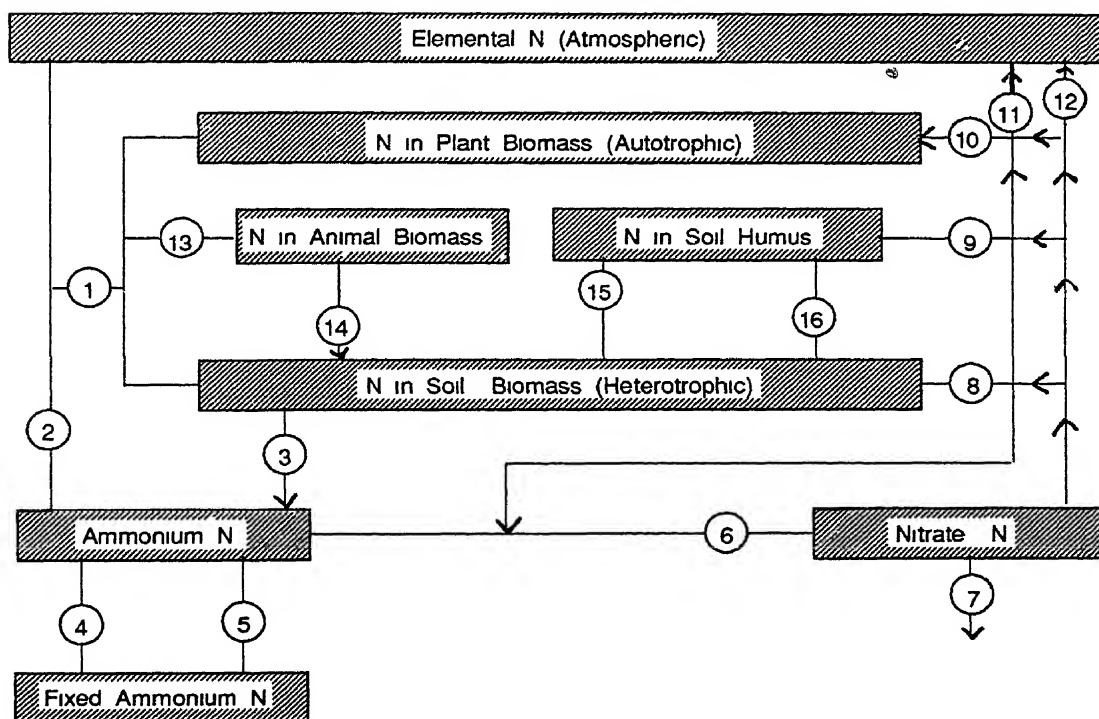 Elemental N (Atmospheric)
11
12
N in Plant Biomass (Autotrophic)
10
13
N in Animal Biomass
N in Soil Humus
9
1
15
14
16
N in Soil Biomass (Heterotrophic)
8
2
3
Ammonium N
6
Nitrate N
4
5
7
Fixed Ammonium N